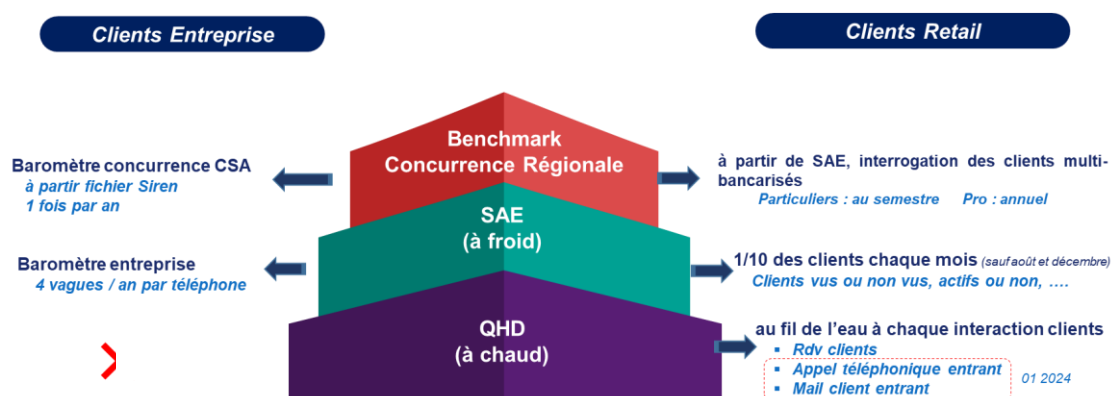 Clients Entreprise
Clients Retail
Benchmark
Concurrence Régionale
Baromètre concurrence CSA
à partir fichier Siren
1 fois par an
à partir de SAE, interrogation des clients multi-
bancarisés
Particuliers : au semestre Pro : annuel
SAE
(à froid)
Baromètre entreprise
4 vagues / an par téléphone
1/10 des clients chaque mois (sauf août et décembre)
Clients vus ou non vus, actifs ou non, ….
QHD
(à chaud)
au fil de l'eau à chaque interaction clients
▪ Rdv clients
▪ Appel téléphonique entrant
▪ Mail client entrant
01 2024